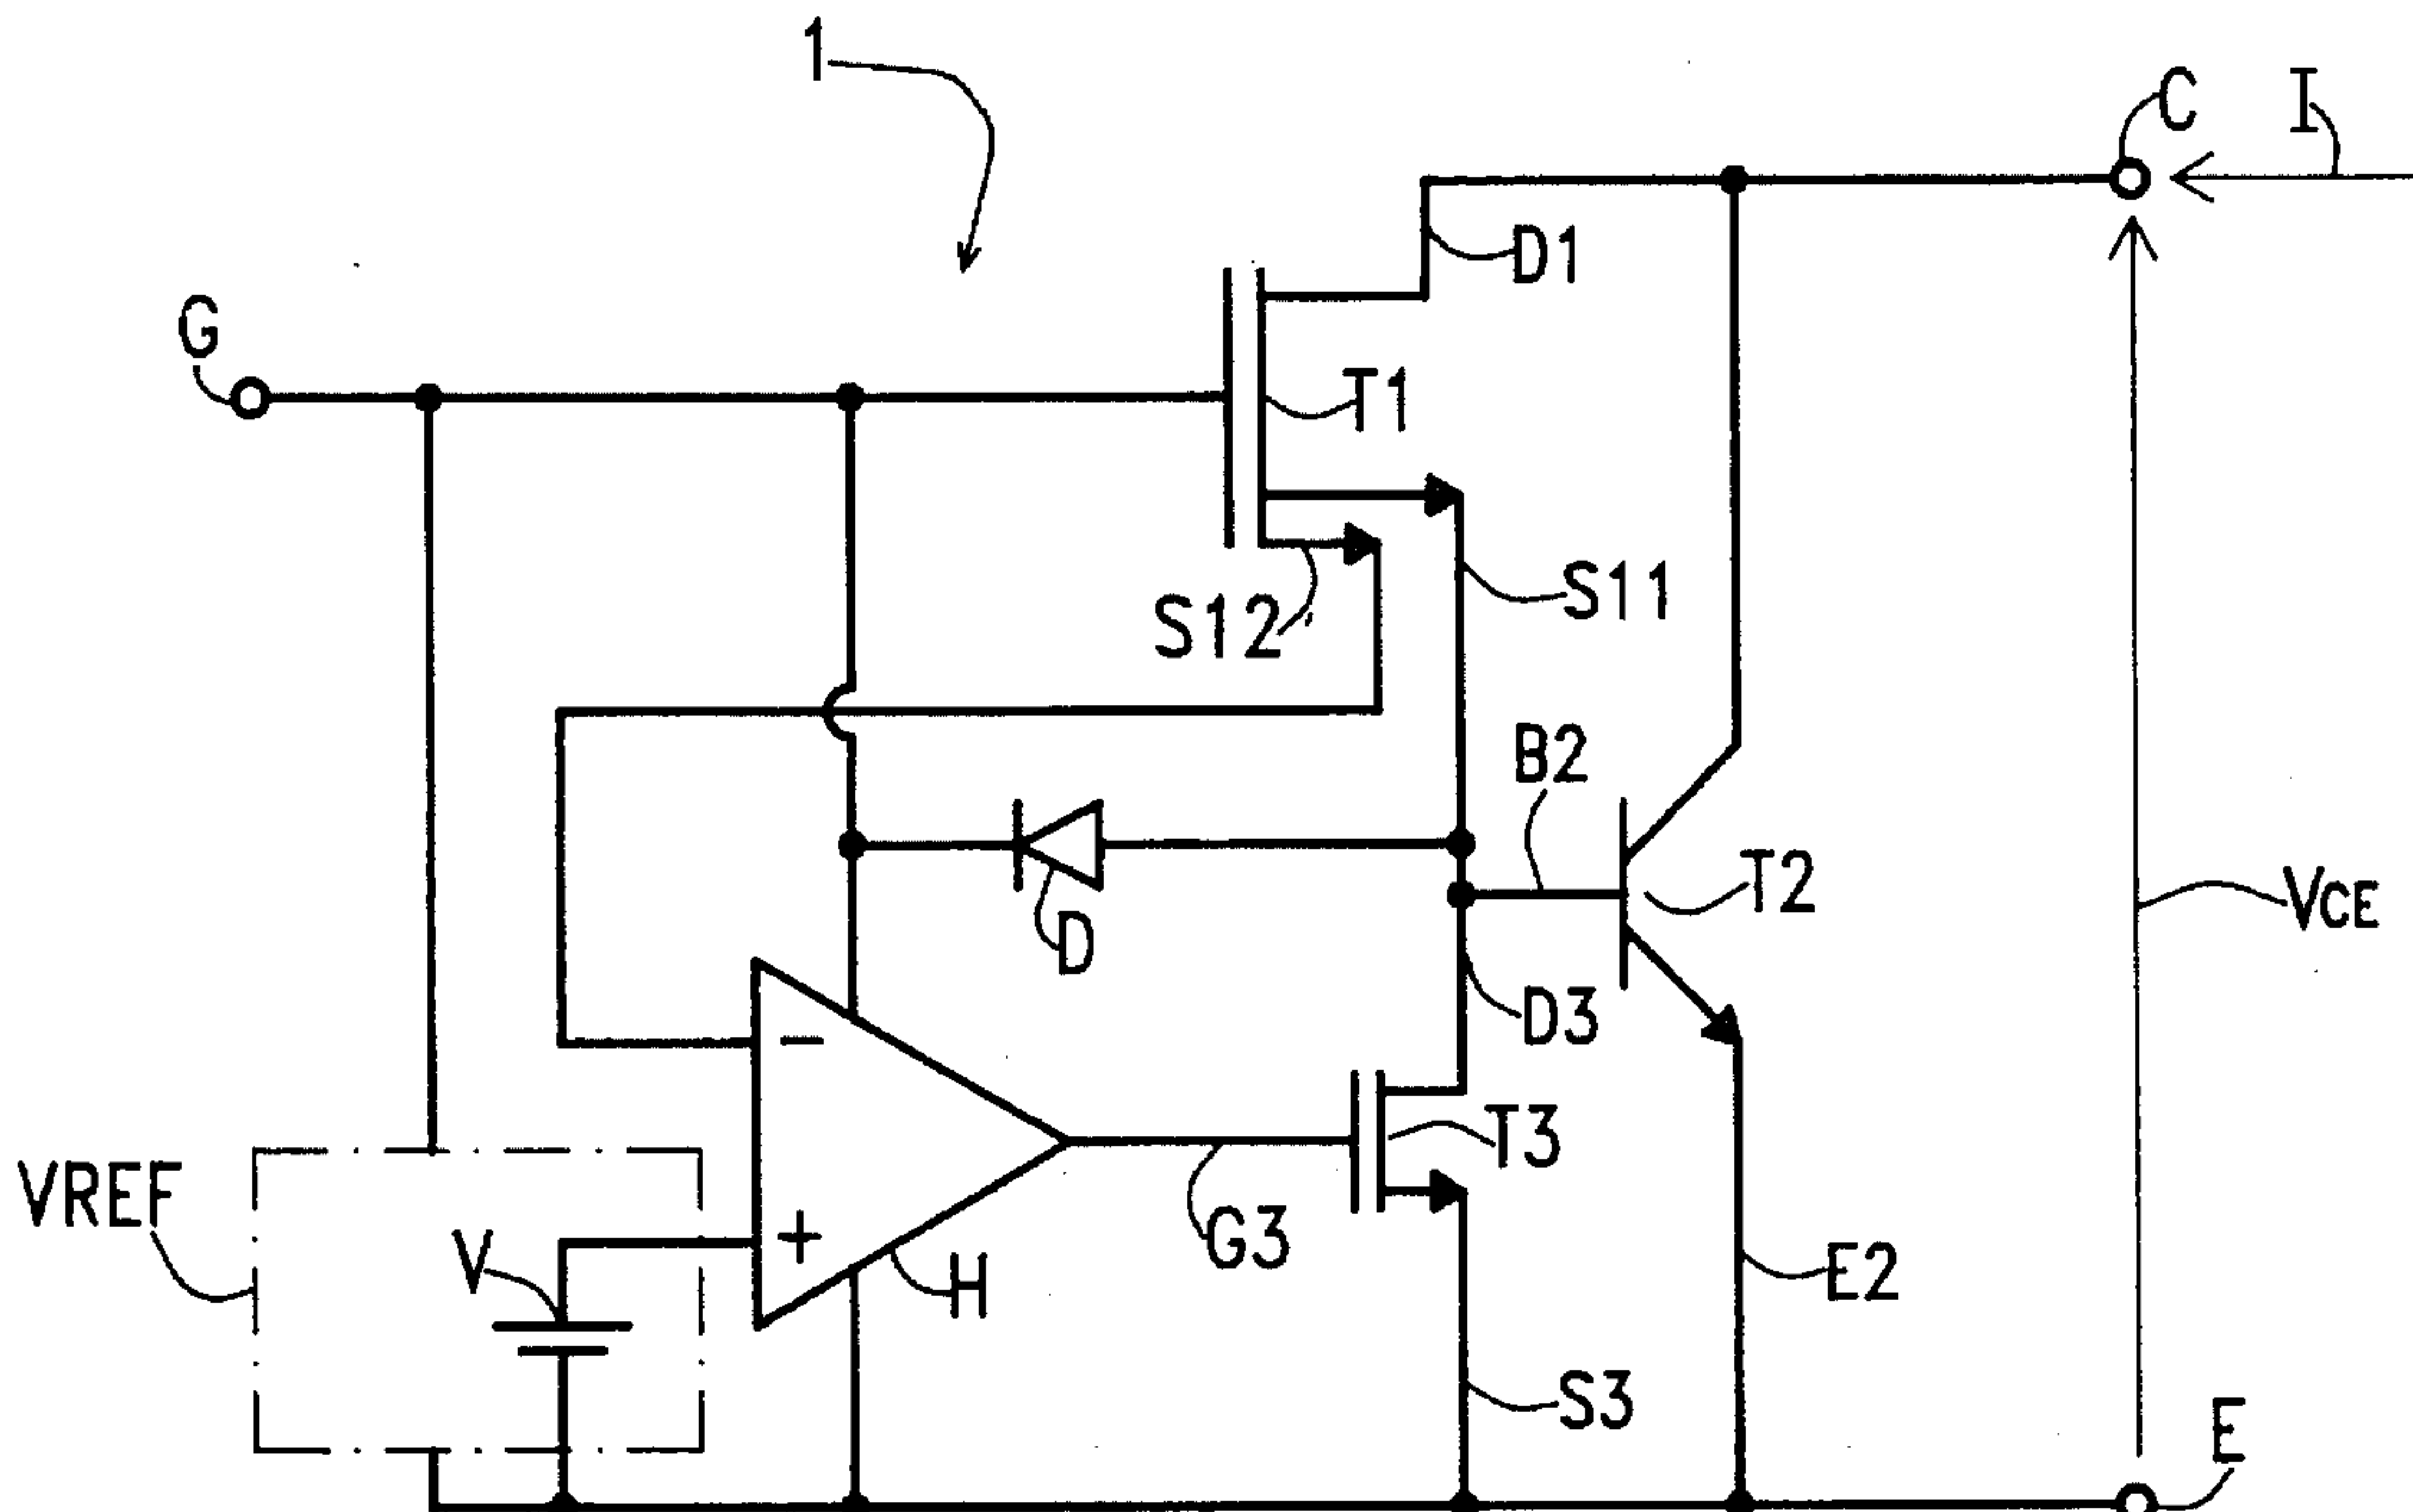 1
C
I
D1
G
T1
S11
S12
B2
T2
VCE
D
D3
T3
VREF
V
-
+
G3
H
E2
S3
E